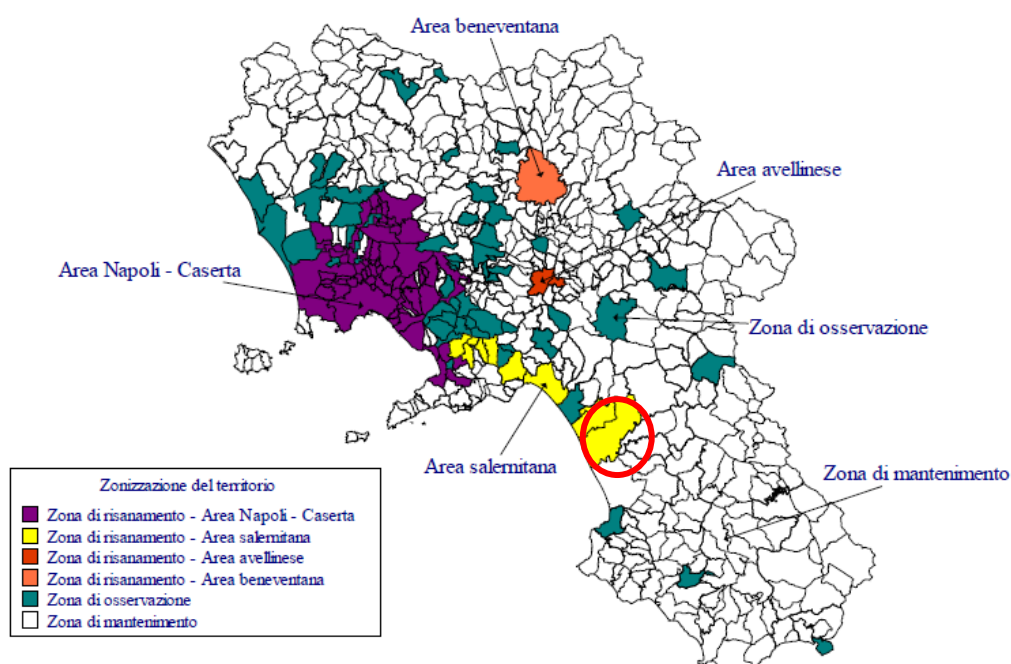 Area beneventana
Area avellinese
Area Napoli - Caserta
Zona di osservazione
Area salernitana
Zona di mantenimento
Zonizzazione del territorio
Zona di risanamento - Area Napoli - Caserta
Zona di risanamento - Area salernitana
Zona di risanamento - Area avellinese
Zona di risanamento - Area beneventana
Zona di osservazione
Zona di mantenimento